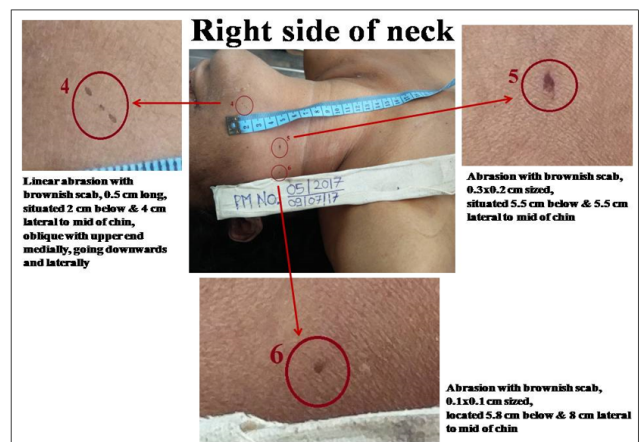 Right side of neck
4
5
Linear abrasion with
brownish scab, 0.5 cm long,
situated 2 cm below & 4 cm
lateral to mid of chin,
oblique with upper end
medially, going downwards
and laterally
Abrasion with brownish scab,
0.3x0.2 cm sized,
situated 5.5 cm below & 5.5 cm
lateral to mid of chin
PM NO. 05/2017
09/07/17
6
Abrasion with brownish scab,
0.1x0.1 cm sized,
located 5.8 cm below & 8 cm lateral
to mid of chin